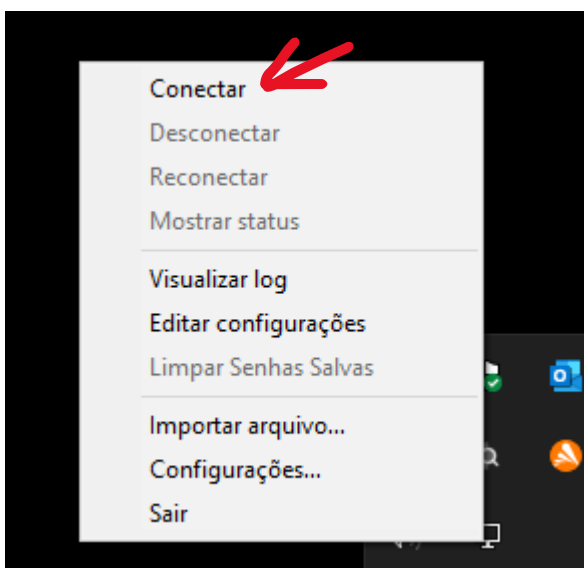 Conectar
Desconectar
Reconectar
Mostrar status
Visualizar log
Editar configurações
Limpar Senhas Salvas
Importar arquivo...
Configurações...
Sair